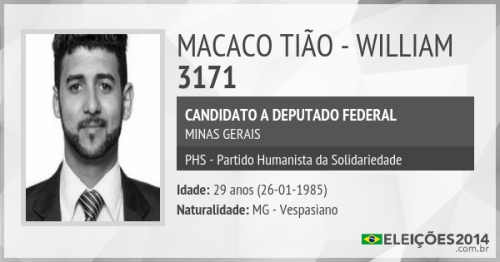 MACACO TIÃO - WILLIAM
3171
CANDIDATO A DEPUTADO FEDERAL
MINAS GERAIS
PHS - Partido Humanista da Solidariedade
Idade: 29 anos (26-01-1985)
Naturalidade: MG - Vespasiano
ELEIÇÕES2014
.com.br